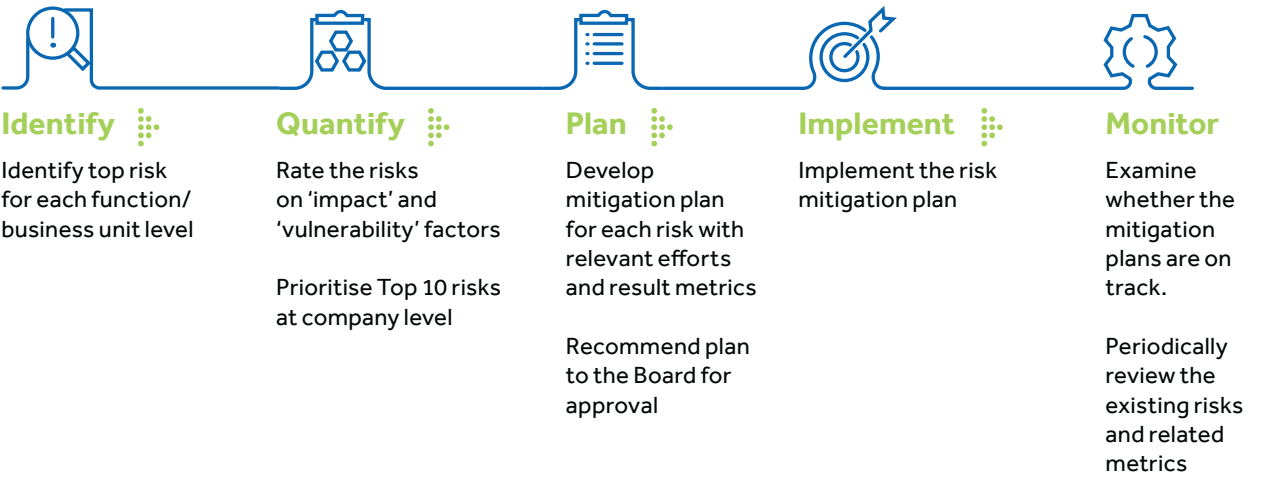 Identify
Identify top risk
for each function/
business unit level
Quantify
Rate the risks
on ‘impact’ and
‘vulnerability’ factors
Prioritise Top 10 risks
at company level
Plan
Develop
mitigation plan
for each risk with
relevant efforts
and result metrics
Recommend plan
to the Board for
approval
Implement
Implement the risk
mitigation plan
Monitor
Examine
whether the
mitigation
plans are on
track.
Periodically
review the
existing risks
and related
metrics